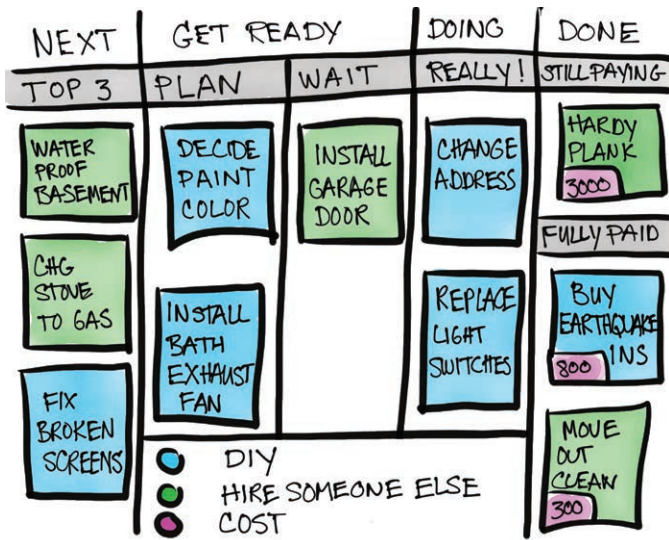 NEXT
GET READY
DOING
DONE
TOP 3
PLAN
WAIT
REALLY!
STILL PAYING
WATER
PROOF
BASEMENT
CHG
STOVE
TO GAS
FIX
BROKEN
SCREENS
DECIDE
PAINT
COLOR
INSTALL
BATH
EXHAUST
FAN
INSTALL
GARAGE
DOOR
CHANGE
ADDRESS
REPLACE
LIGHT
SWITCHES
HARDY
PLANK
3000
FULLY PAID
BUY
EARTHQUAKE
INS
800
MOVE
OUT
CLEAN
300
DIY
HIRE SOMEONE ELSE
COST